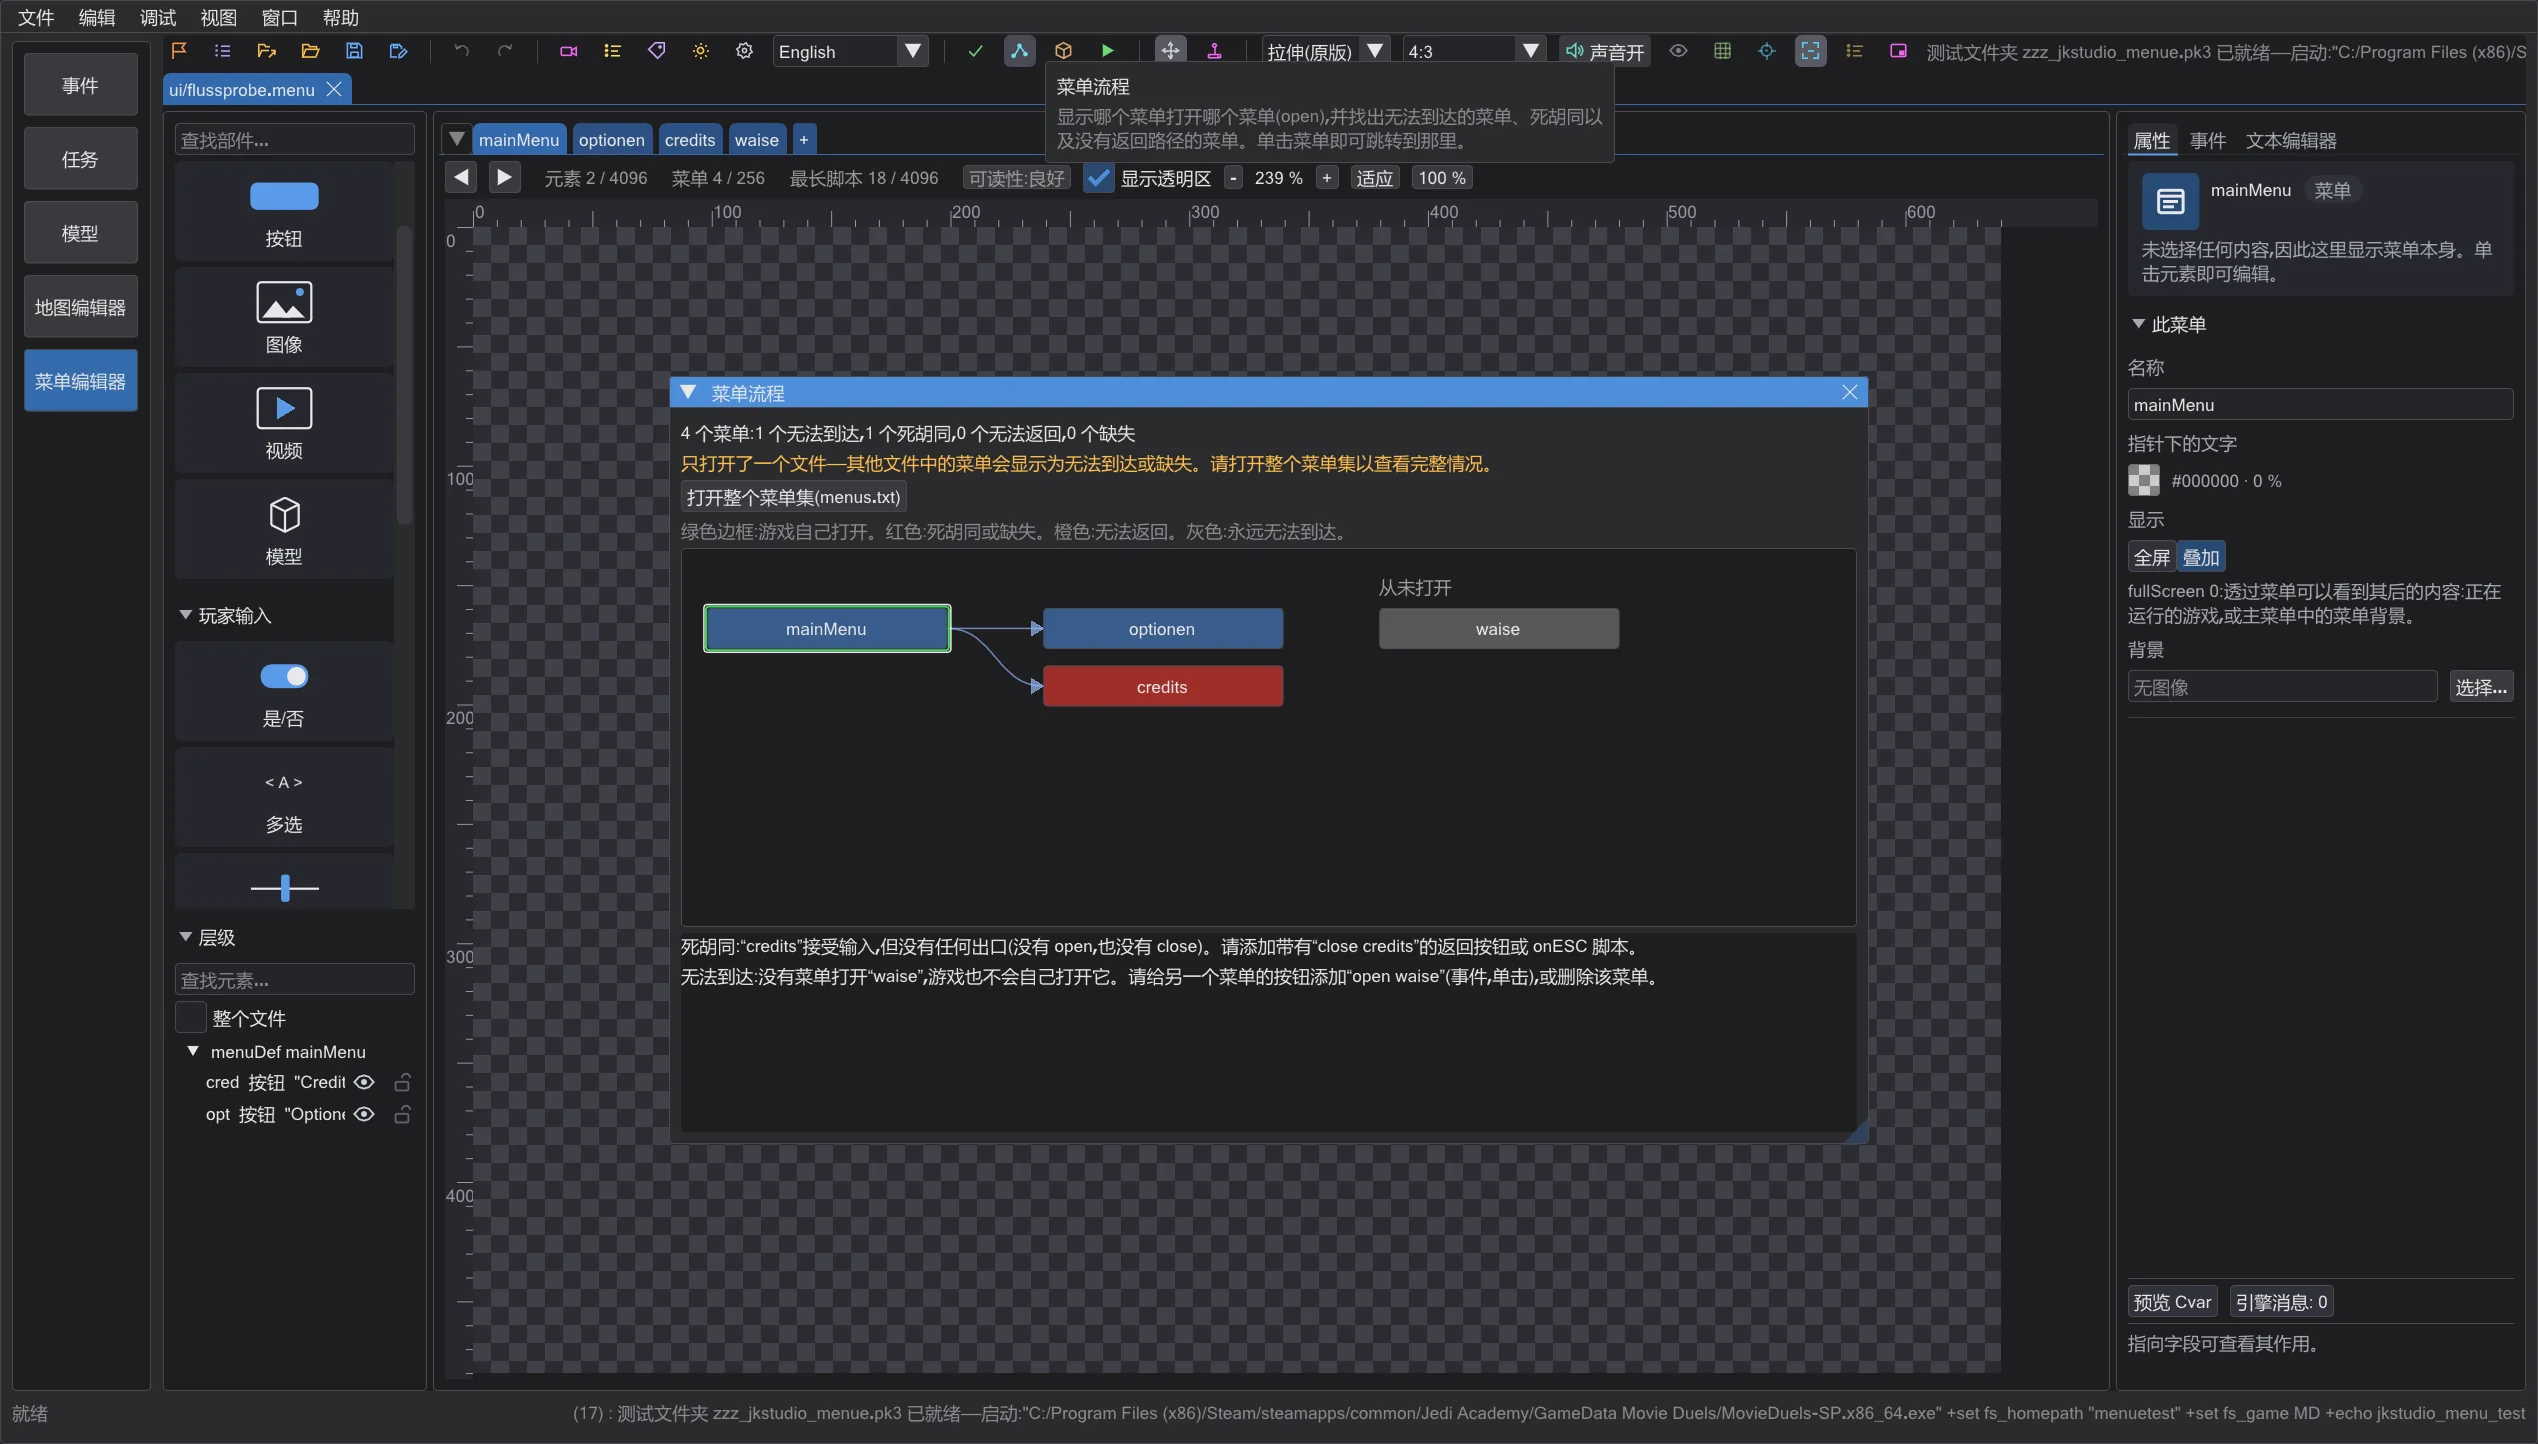 文件 编辑 调试 视图 窗口 帮助
English
拉伸(原版)
4:3
声音开
测试文件夹 zzz_jkstudio_menue.pk3 已就绪—启动:"C:/Program Files (x86)/S
事件
任务
模型
地图编辑器
菜单编辑器
ui/flussprobe.menu
菜单流程
显示哪个菜单打开哪个菜单(open),并找出无法到达的菜单、死胡同以
及没有返回路径的菜单。单击菜单即可跳转到那里。
查找部件...
按钮
图像
视频
模型
玩家输入
是/否
< A >
多选
层级
查找元素...
整个文件
menuDef mainMenu
cred 按钮 "Credit
opt 按钮 "Optione
mainMenu optionen credits waise +
元素 2 / 4096 菜单 4 / 256 最长脚本 18 / 4096 可读性:良好 显示透明区 - 239 % + 适应 100 %
0 100 200 300 400 500 600
0
100
200
300
400
菜单流程
4 个菜单:1 个无法到达,1 个死胡同,0 个无法返回,0 个缺失
只打开了一个文件—其他文件中的菜单会显示为无法到达或缺失。请打开整个菜单集以查看完整情况。
打开整个菜单集(menus.txt)
绿色边框:游戏自己打开。红色:死胡同或缺失。橙色:无法返回。灰色:永远无法到达。
从未打开
mainMenu optionen waise
credits
死胡同:“credits”接受输入,但没有任何出口(没有 open,也没有 close)。请添加带有“close credits”的返回按钮或 onESC 脚本。
无法到达:没有菜单打开“waise”,游戏也不会自己打开它。请给另一个菜单的按钮添加“open waise”(事件,单击),或删除该菜单。
属性 事件 文本编辑器
mainMenu 菜单
未选择任何内容,因此这里显示菜单本身。单
击元素即可编辑。
此菜单
名称
mainMenu
指针下的文字
#000000 · 0 %
显示
全屏 叠加
fullScreen 0:透过菜单可以看到其后的内容:正在
运行的游戏,或主菜单中的菜单背景。
背景
无图像 选择...
预览 Cvar 引擎消息: 0
指向字段可查看其作用。
就绪
(17) : 测试文件夹 zzz_jkstudio_menue.pk3 已就绪—启动:"C:/Program Files (x86)/Steam/steamapps/common/Jedi Academy/GameData Movie Duels/MovieDuels-SP.x86_64.exe" +set fs_homepath "menuetest" +set fs_game MD +echo jkstudio_menu_test